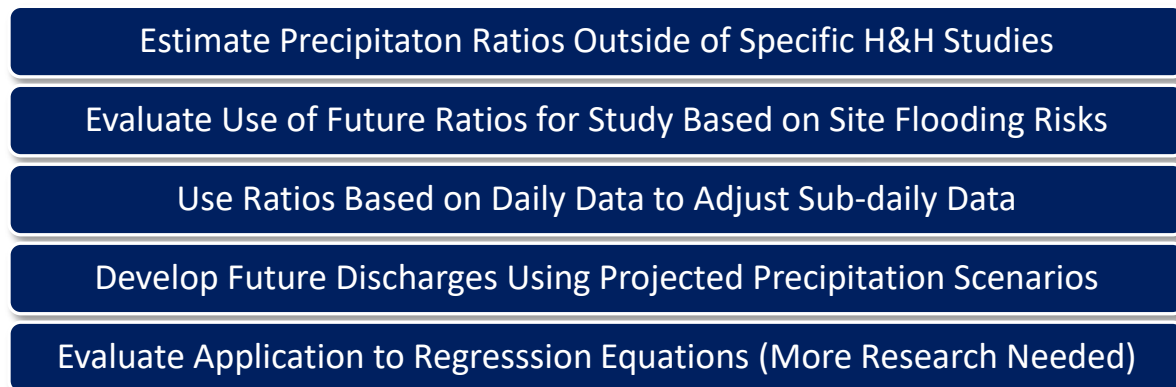 Estimate Precipitaton Ratios Outside of Specific H&H Studies
Evaluate Use of Future Ratios for Study Based on Site Flooding Risks
Use Ratios Based on Daily Data to Adjust Sub-daily Data
Develop Future Discharges Using Projected Precipitation Scenarios
Evaluate Application to Regresssion Equations (More Research Needed)